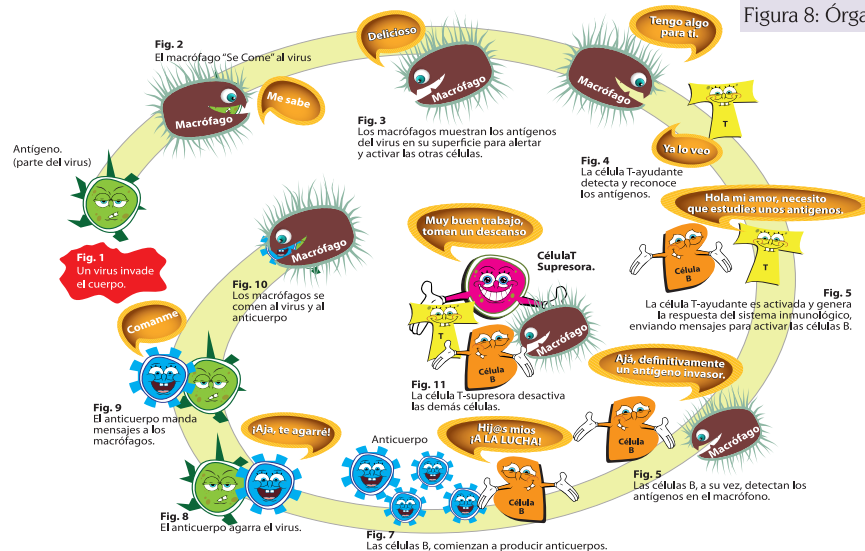 Figura 8: Órga
Fig. 2
El macrófago "Se Come" al virus
Macrófago
Me sabe
Delicioso
Macrófago
Fig. 3
Los macrófagos muestran los antígenos
del virus en su superficie para alertar
y activar las otras células.
Tengo algo
para ti.
Macrófago
T
Ya lo veo
Fig. 4
La célula T-ayudante
detecta y reconoce
los antígenos.
Antígeno.
(parte del virus)
Fig. 1
Un virus invade
el cuerpo.
Hola mi amor, necesito
que estudies unos antígenos.
Célula
B
T
Fig. 5
La célula T-ayudante es activada y genera
la respuesta del sistema inmunológico,
enviando mensajes para activar las células B.
Ajá, definitivamente
un antígeno invasor.
Célula
B
Macrófago
Fig. 5
Las células B, a su vez, detectan los
antígenos en el macrófono.
Hij@s mios
¡A LA LUCHA!
Célula
B
Anticuerpo
Fig. 7
Las células B, comienzan a producir anticuerpos.
¡Aja, te agarré!
Fig. 8
El anticuerpo agarra el virus.
Comanme
Fig. 9
El anticuerpo manda
mensajes a los
macrófagos.
Macrófago
Fig. 10
Los macrófagos se
comen al virus y al
anticuerpo
Muy buen trabajo,
tomen un descanso
CélulaT
Supresora.
T
Célula
B
Macrófago
Fig. 11
La célula T-supresora desactiva
las demás células.